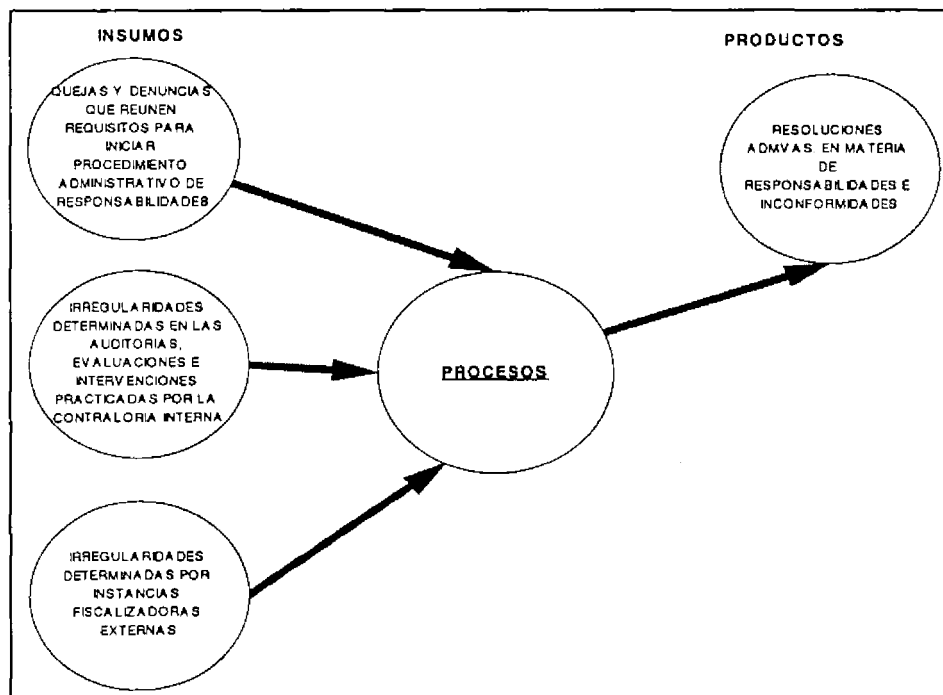 INSUMOS
PRODUCTOS
QUEJAS Y DENUNCIAS
QUE REUNEN
REQUISITOS PARA
INICIAR
PROCEDIMIENTO
ADMINISTRATIVO DE
RESPONSABILIDADES
RESOLUCIONES
ADMVAS. EN MATERIA
DE
RESPONSABILIDADES E
INCONFORMIDADES
IRREGULARIDADES
DETERMINADAS EN LAS
AUDITORIAS,
EVALUACIONES E
INTERVENCIONES
PRACTICADAS POR LA
CONTRALORIA INTERNA
PROCESOS
IRREGULARIDADES
DETERMINADAS POR
INSTANCIAS
FISCALIZADORAS
EXTERNAS